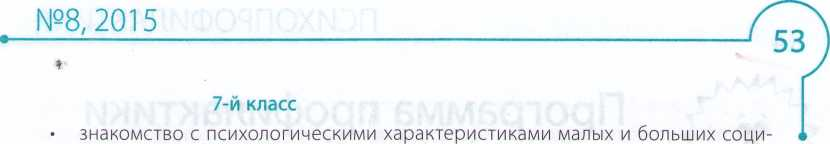 №8, 2015
53
7-й класс
• знакомство с психологическими характеристиками малых и больших соци-